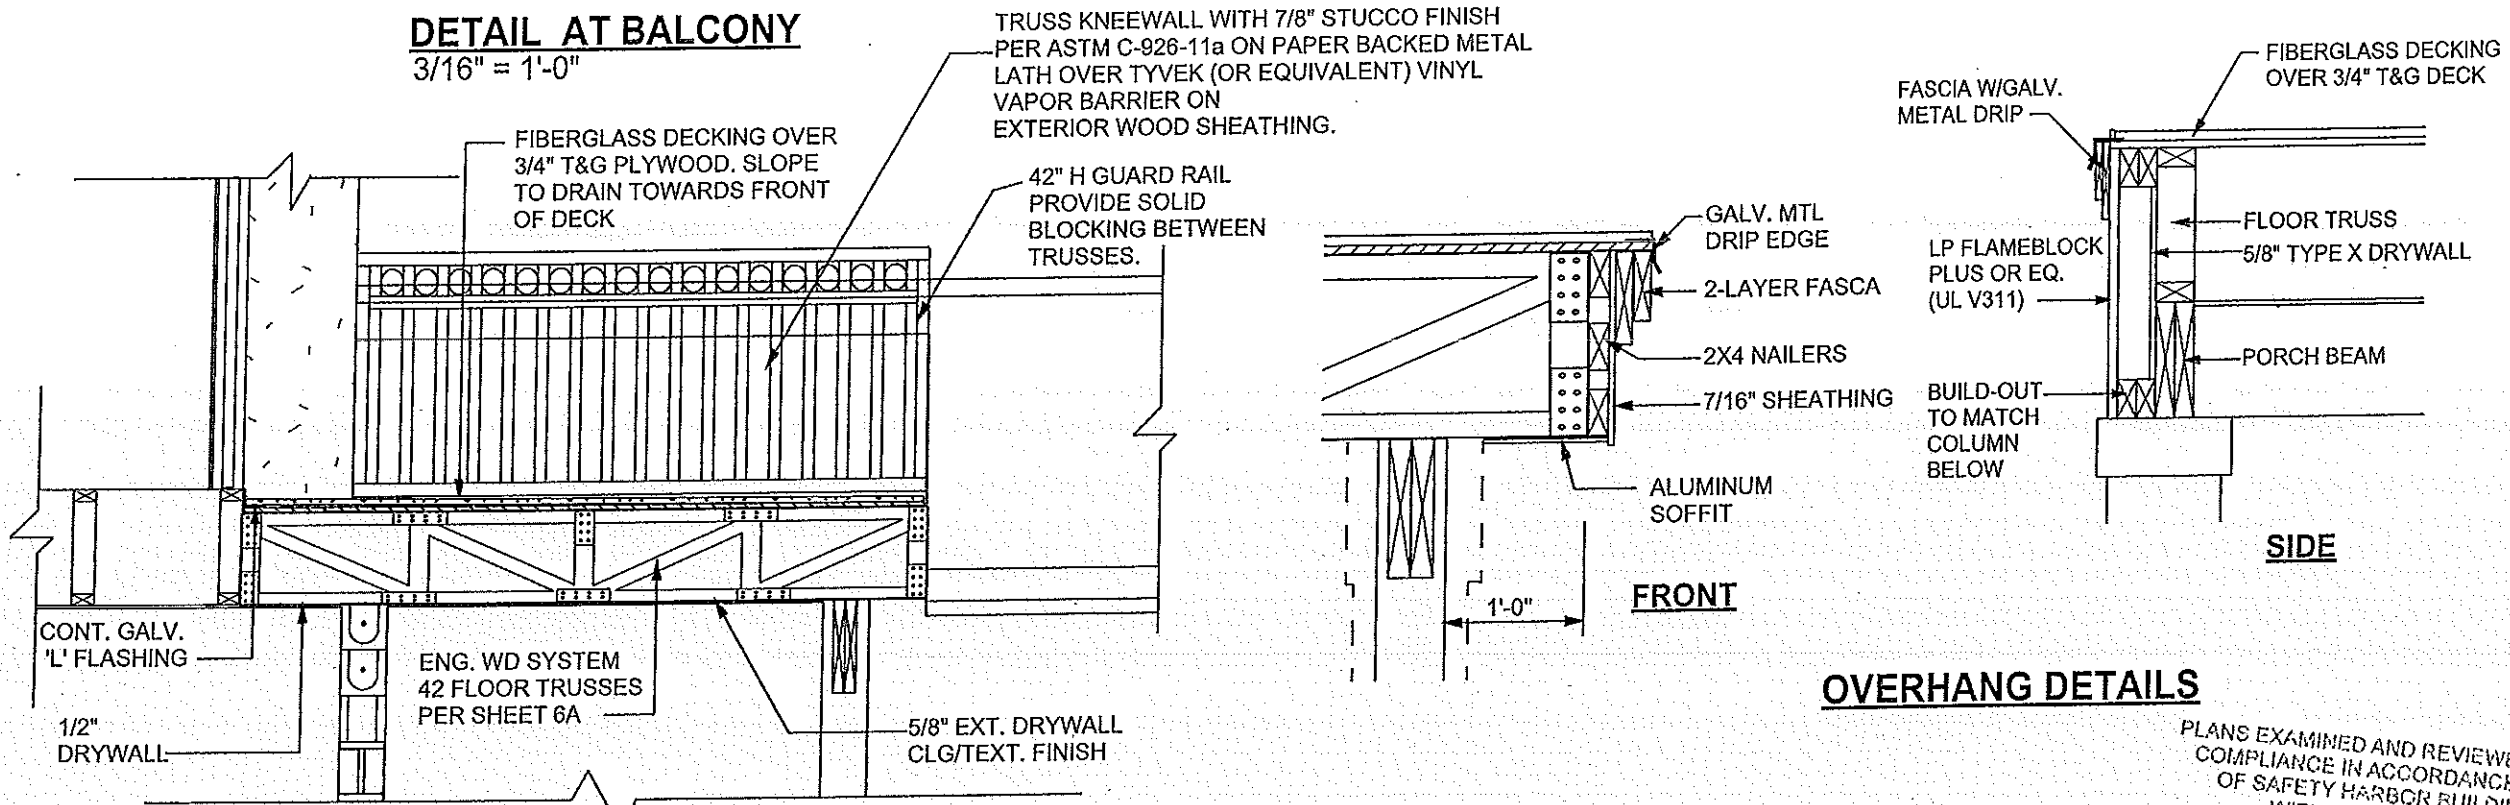 DETAIL AT BALCONY
3/16" = 1'-0"
TRUSS KNEEWALL WITH 7/8" STUCCO FINISH
PER ASTM C-926-11a ON PAPER BACKED METAL
LATH OVER TYVEK (OR EQUIVALENT) VINYL
VAPOR BARRIER ON
EXTERIOR WOOD SHEATHING.
FIBERGLASS DECKING OVER
3/4" T&G PLYWOOD. SLOPE
TO DRAIN TOWARDS FRONT
OF DECK
42" H GUARD RAIL
PROVIDE SOLID
BLOCKING BETWEEN
TRUSSES.
CONT. GALV.
'L' FLASHING
1/2"
DRYWALL
ENG. WD SYSTEM
42 FLOOR TRUSSES
PER SHEET 6A
5/8" EXT. DRYWALL
CLG/TEXT. FINISH
GALV. MTL
DRIP EDGE
2-LAYER FASCA
2X4 NAILERS
7/16" SHEATHING
ALUMINUM
SOFFIT
1'-0"
FRONT
FASCIA W/GALV.
METAL DRIP
FIBERGLASS DECKING
OVER 3/4" T&G DECK
FLOOR TRUSS
5/8" TYPE X DRYWALL
LP FLAMEBLOCK
PLUS OR EQ.
(UL V311)
PORCH BEAM
BUILD-OUT
TO MATCH
COLUMN
BELOW
SIDE
OVERHANG DETAILS
PLANS EXAMINED AND REVIEWE
COMPLIANCE IN ACCORDANCE
OF SAFETY HARBOR BUILDI